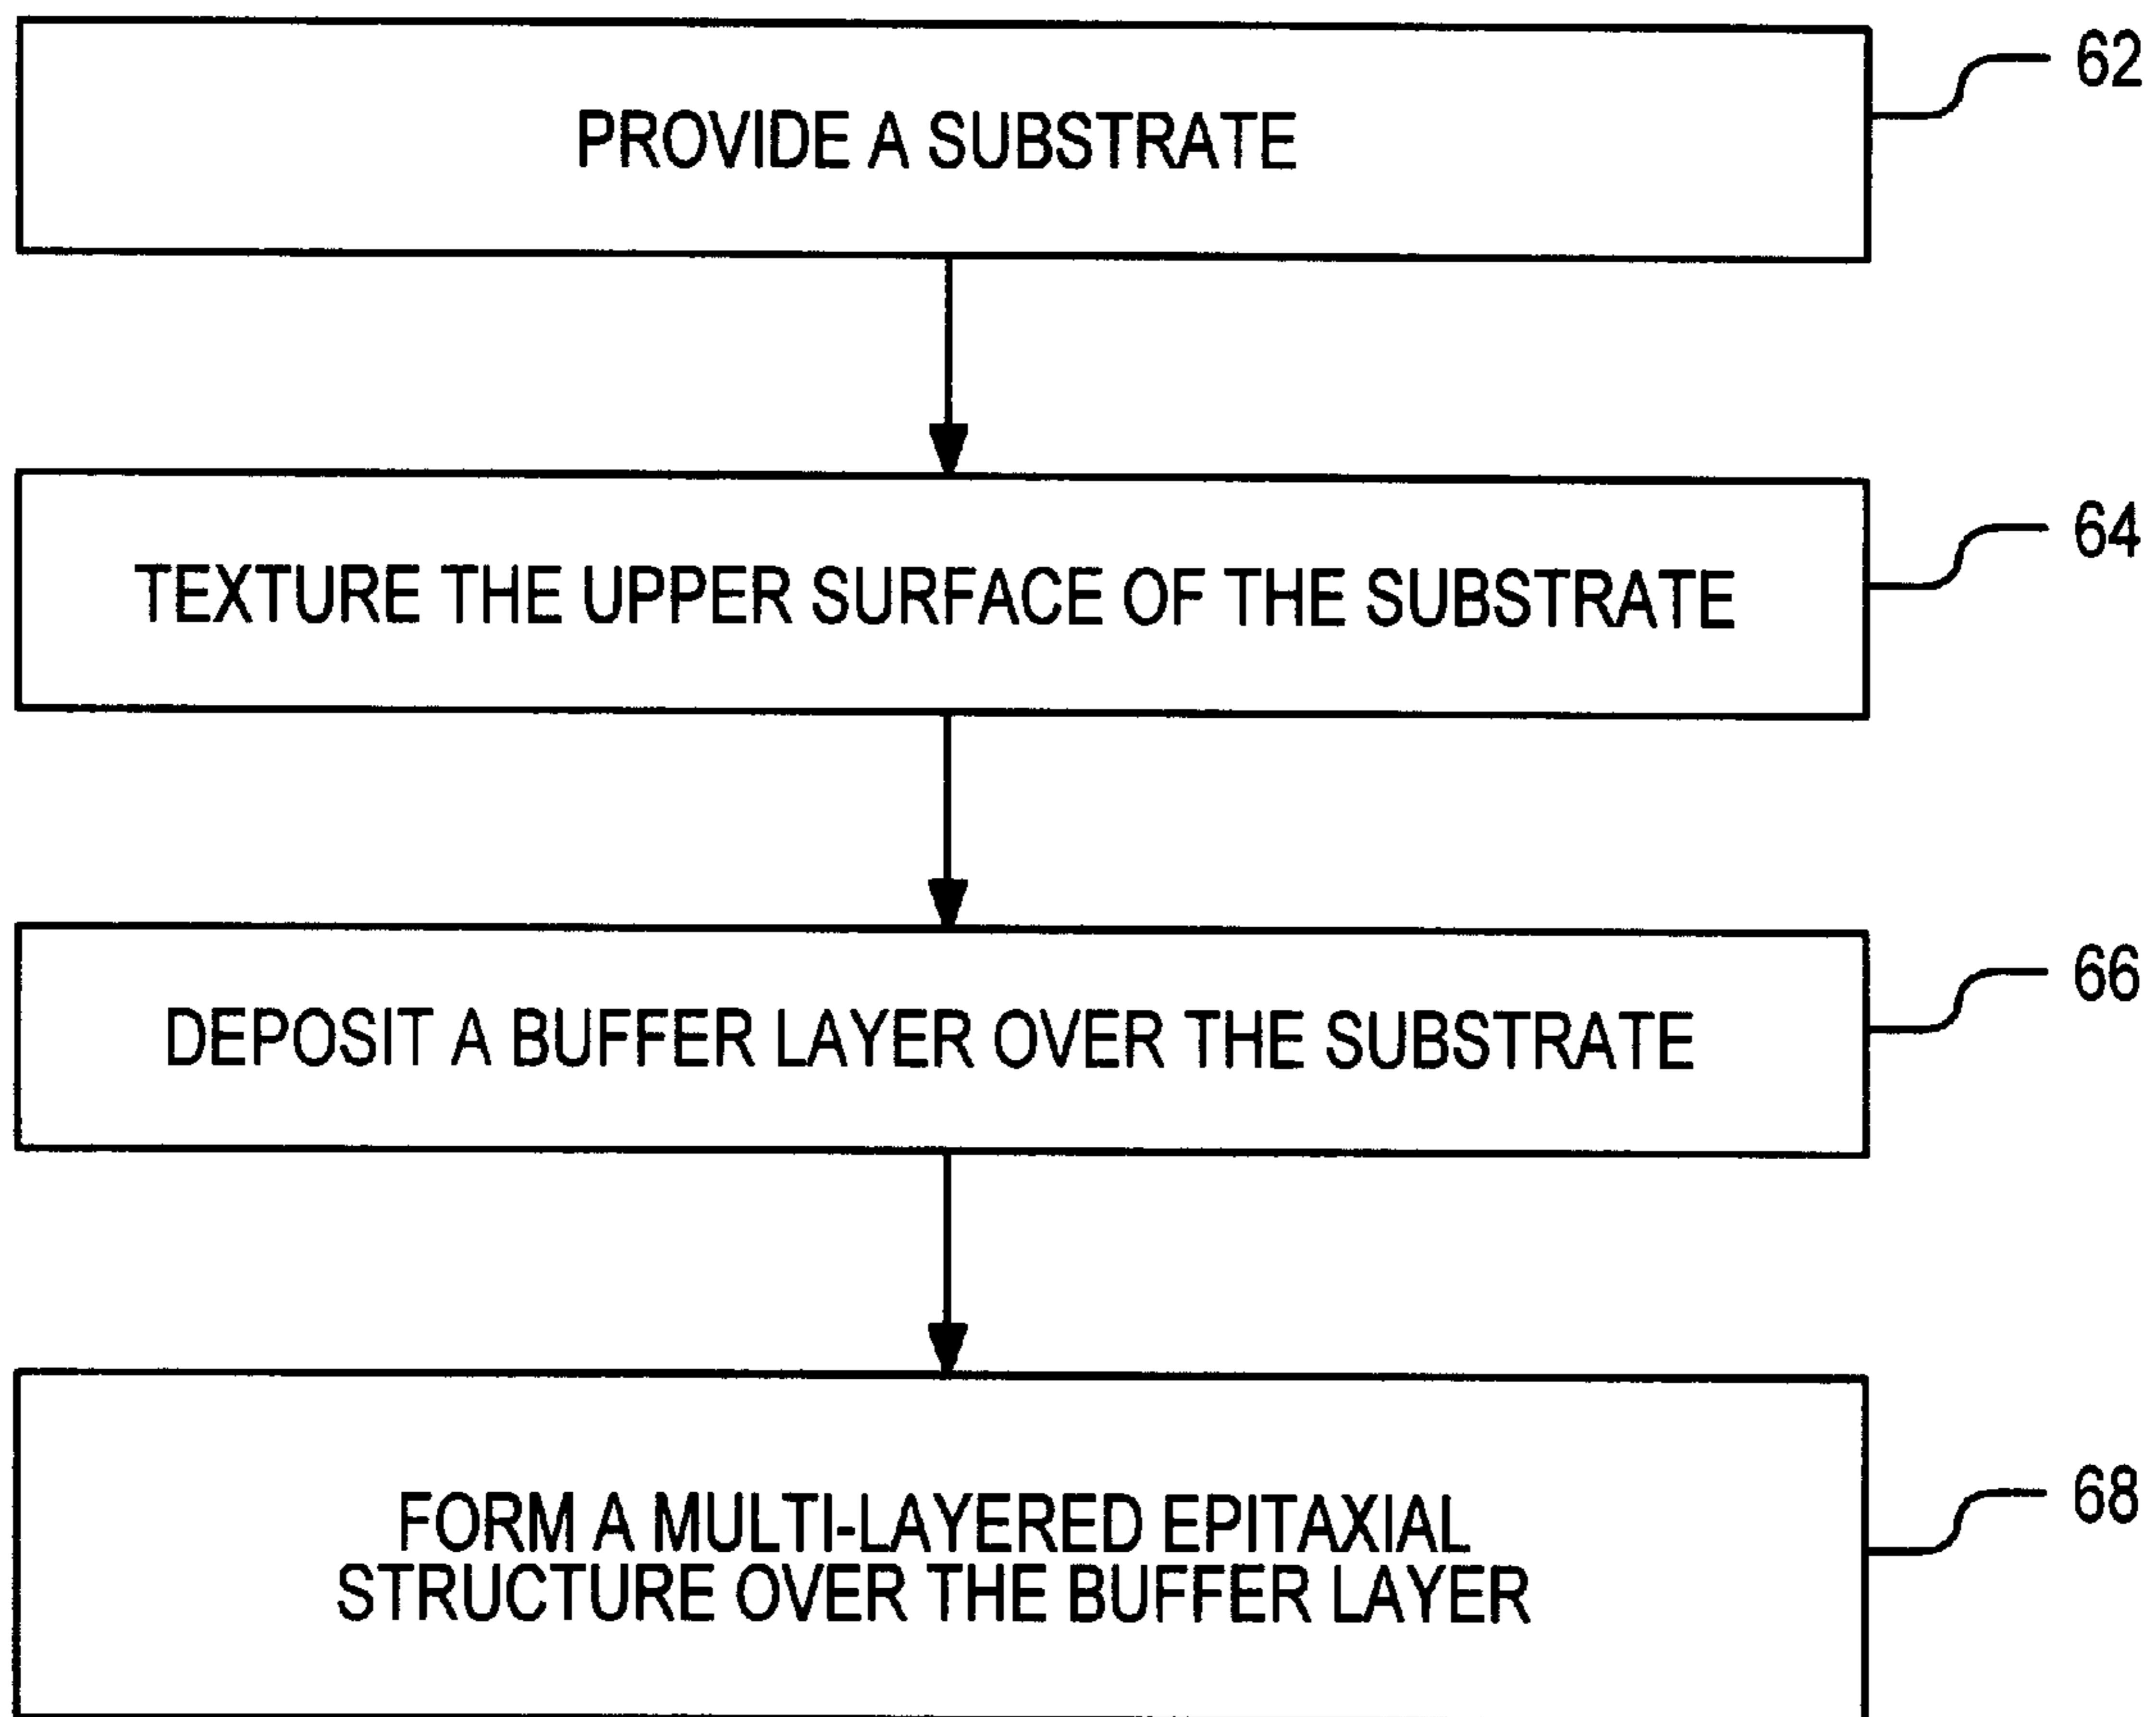 62
PROVIDE A SUBSTRATE
64
TEXTURE THE UPPER SURFACE OF THE SUBSTRATE
66
DEPOSIT A BUFFER LAYER OVER THE SUBSTRATE
68
FORM A MULTI-LAYERED EPITAXIAL
STRUCTURE OVER THE BUFFER LAYER